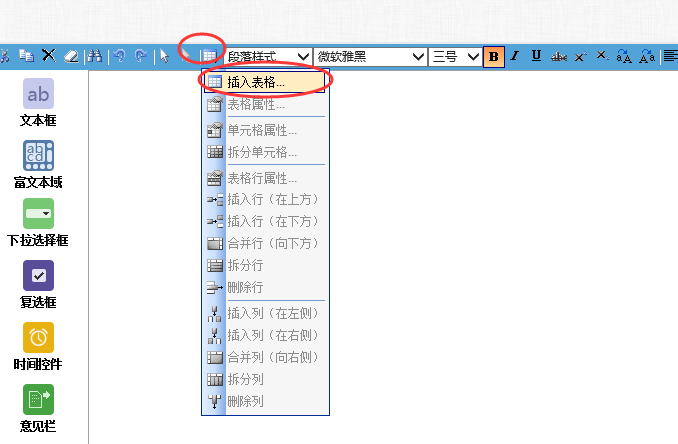 段落样式 微软雅黑 三号 B I U abc × × A A
插入表格...
表格属性...
单元格属性...
拆分单元格...
表格行属性...
插入行（在上方）
插入行（在下方）
合并行（向下方）
拆分行
删除行
插入列（在左侧）
插入列（在右侧）
合并列（向右侧）
拆分列
删除列
ab
文本框
ab
cd
富文本域
下拉选择框
复选框
时间控件
意见栏